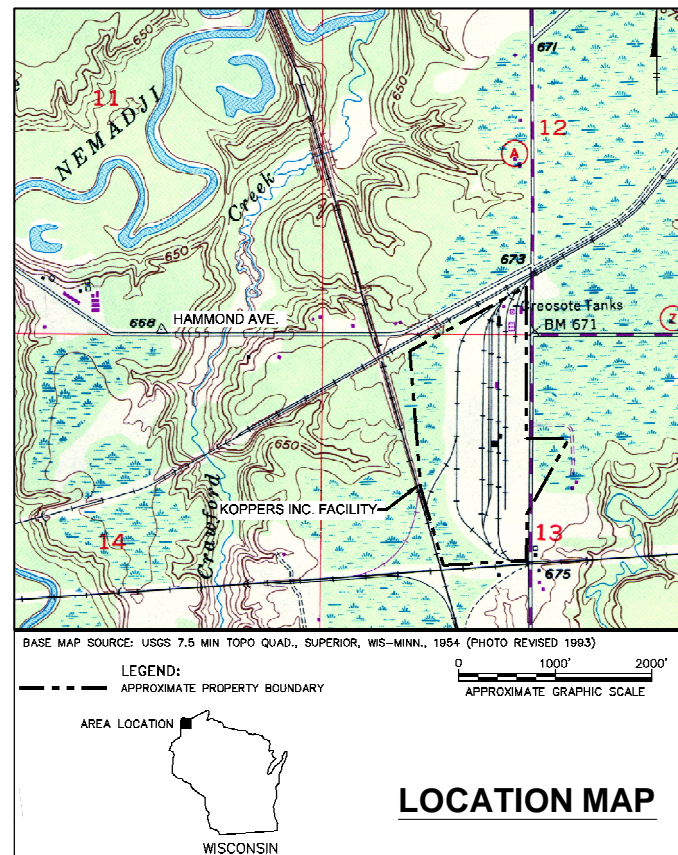 671
650
11
12
NEMADJI
A
Creek
650
673
Creosote Tanks
668
HAMMOND AVE.
BM 671
Z
650
KOPPERS INC. FACILITY
Crawford
14
13
675
BASE MAP SOURCE: USGS 7.5 MIN TOPO QUAD., SUPERIOR, WIS-MINN., 1954 (PHOTO REVISED 1993)
LEGEND:
APPROXIMATE PROPERTY BOUNDARY
0 1000' 2000'
APPROXIMATE GRAPHIC SCALE
AREA LOCATION
WISCONSIN
LOCATION MAP